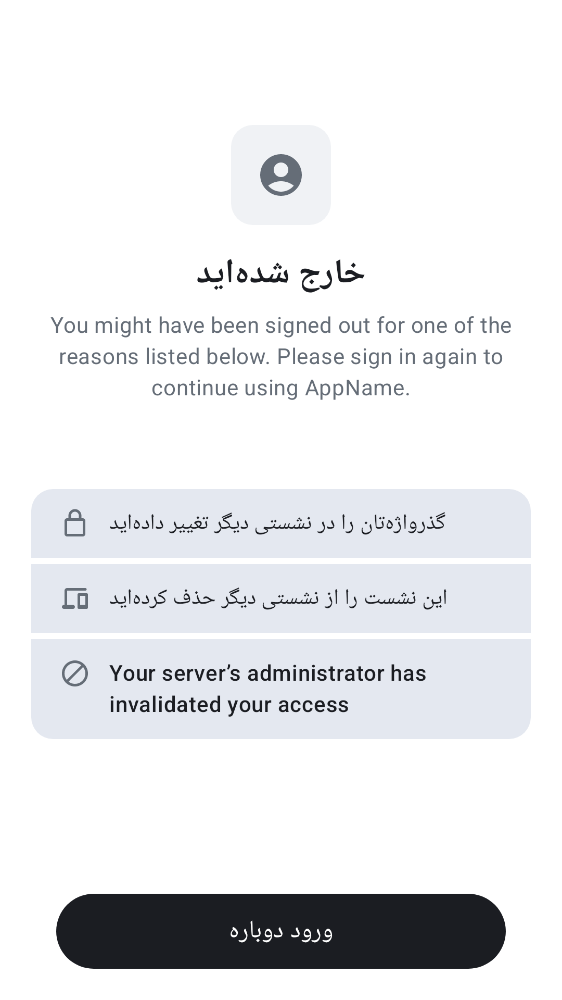 خارج شده‌اید
You might have been signed out for one of the
reasons listed below. Please sign in again to
continue using AppName.
گذرواژه‌تان را در نشستی دیگر تغییر داده‌اید
این نشست را از نشستی دیگر حذف کرده‌اید
Your server’s administrator has
invalidated your access
ورود دوباره